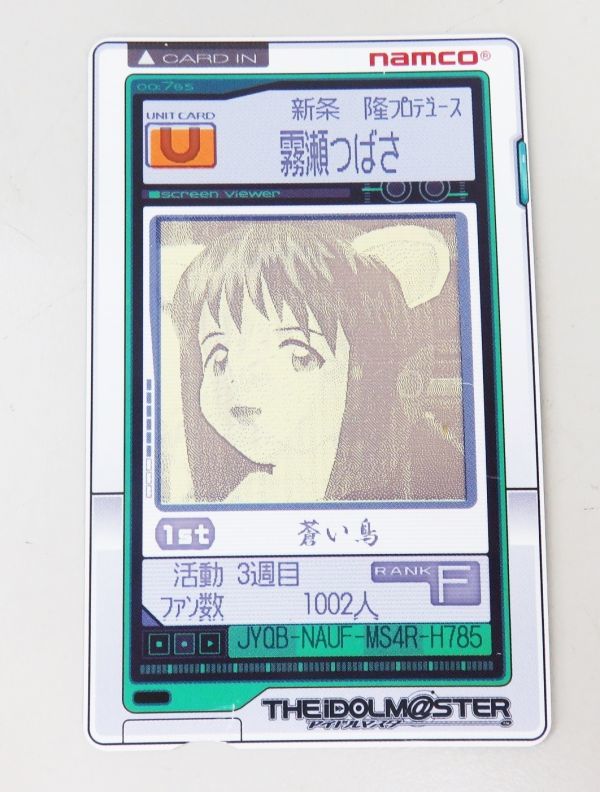 ▲ CARD IN
namco®
00:765
UNIT CARD
U
新条 隆プロデュース
霧瀬つばさ
screen viewer
1st
蒼い鳥
活動 3週目
RANK F
ファン数 1002人
JYQB-NAUF-MS4R-H785
THE iDOLM@STER
アイドルマスター